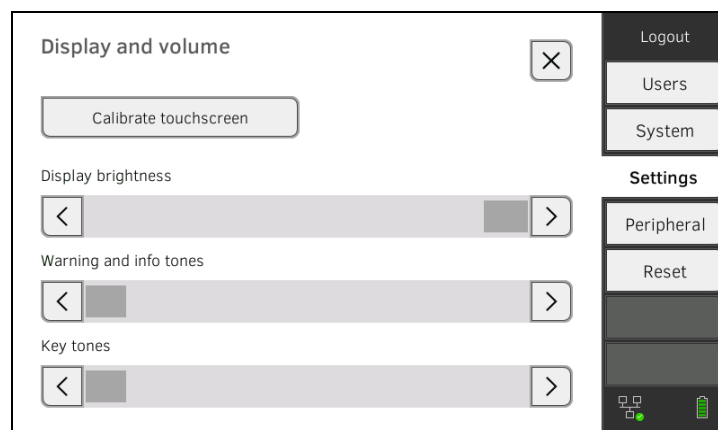 Display and volume
Calibrate touchscreen
Display brightness
Warning and info tones
Key tones
Logout
Users
System
Settings
Peripheral
Reset